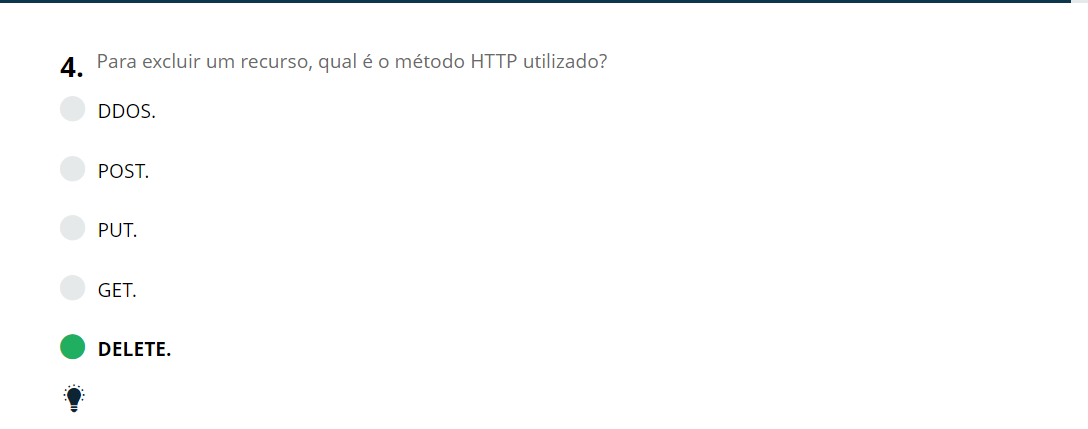 4. Para excluir um recurso, qual é o método HTTP utilizado?
DDOS.
POST.
PUT.
GET.
DELETE.